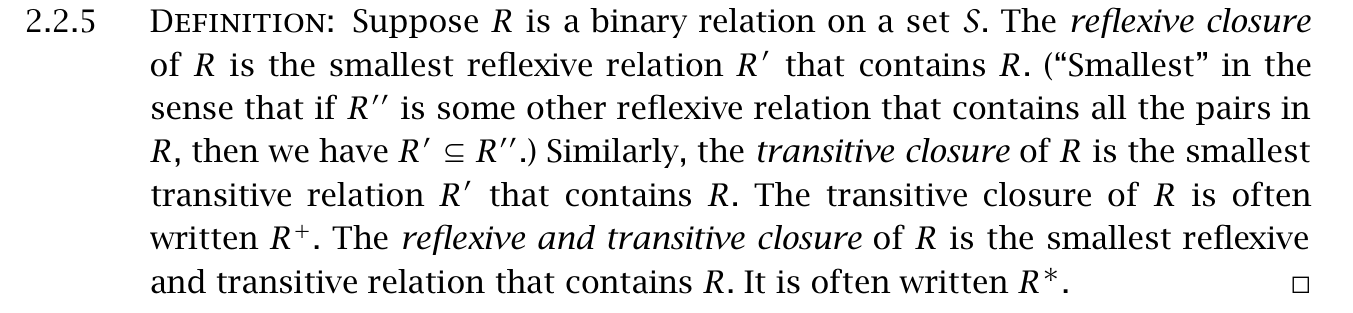 2.2.5 DEFINITION: Suppose R is a binary relation on a set S. The reflexive closure
of R is the smallest reflexive relation R′ that contains R. (“Smallest” in the
sense that if R′′ is some other reflexive relation that contains all the pairs in
R, then we have R′ ⊆ R′′.) Similarly, the transitive closure of R is the smallest
transitive relation R′ that contains R. The transitive closure of R is often
written R⁺. The reflexive and transitive closure of R is the smallest reflexive
and transitive relation that contains R. It is often written R*. □